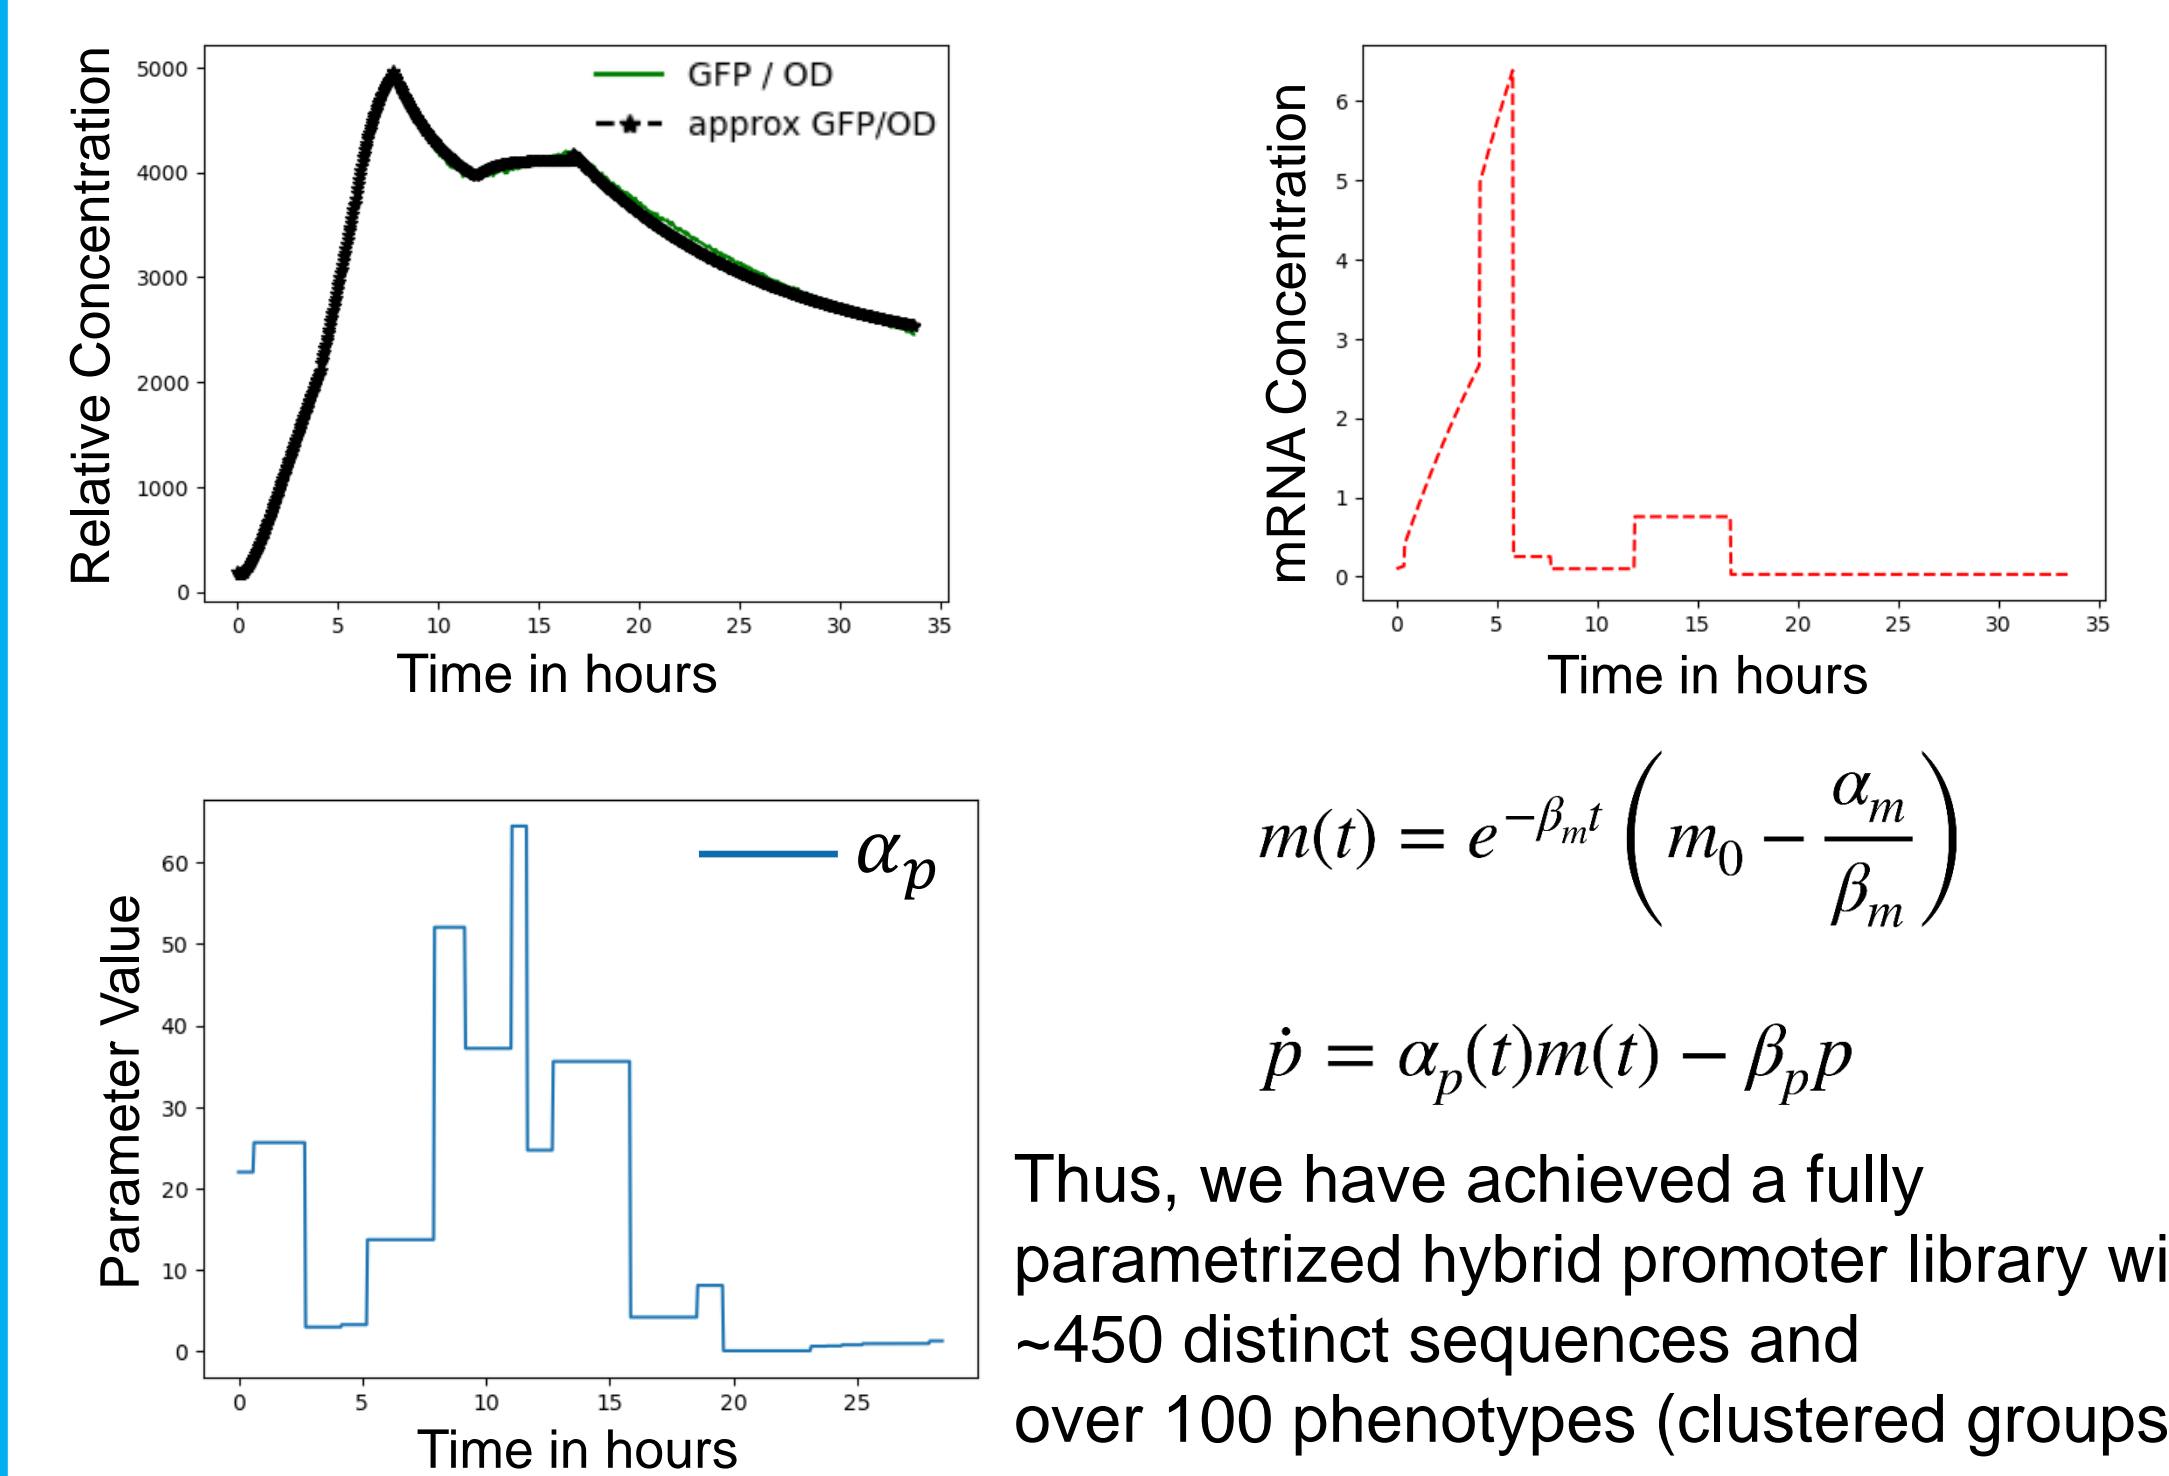 Relative Concentration
5000
4000
3000
2000
1000
0
GFP / OD
approx GFP/OD
0 5 10 15 20 25 30 35
Time in hours
mRNA Concentration
6
5
4
3
2
1
0
0 5 10 15 20 25 30 35
Time in hours
Parameter Value
60
50
40
30
20
10
0
αₚ
0 5 10 15 20 25
Time in hours
m(t) = e^{−β_m t} (m₀ − α_m / β_m)
ṗ = αₚ(t)m(t) − βₚp
Thus, we have achieved a fully
parametrized hybrid promoter library wi
~450 distinct sequences and
over 100 phenotypes (clustered groups